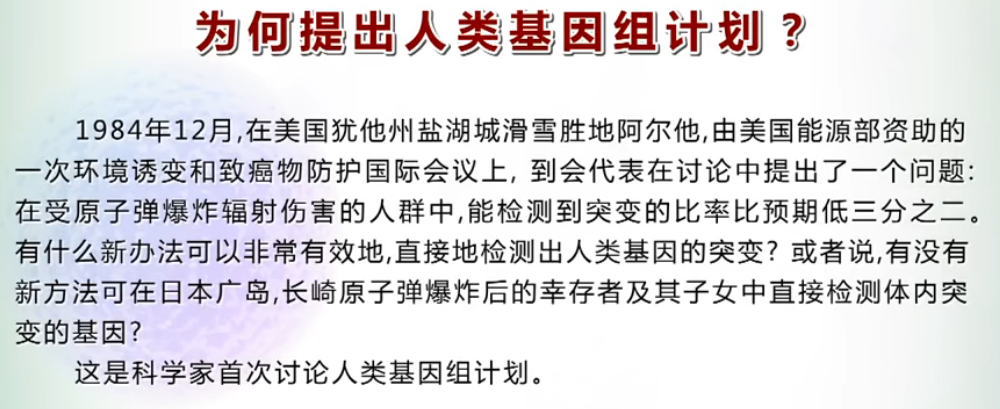 为何提出人类基因组计划?
1984年12月,在美国犹他州盐湖城滑雪胜地阿尔他,由美国能源部资助的
一次环境诱变和致癌物防护国际会议上, 到会代表在讨论中提出了一个问题:
在受原子弹爆炸辐射伤害的人群中,能检测到突变的比率比预期低三分之二。
有什么新办法可以非常有效地,直接地检测出人类基因的突变? 或者说,有没有
新方法可在日本广岛,长崎原子弹爆炸后的幸存者及其子女中直接检测体内突
变的基因?
这是科学家首次讨论人类基因组计划。